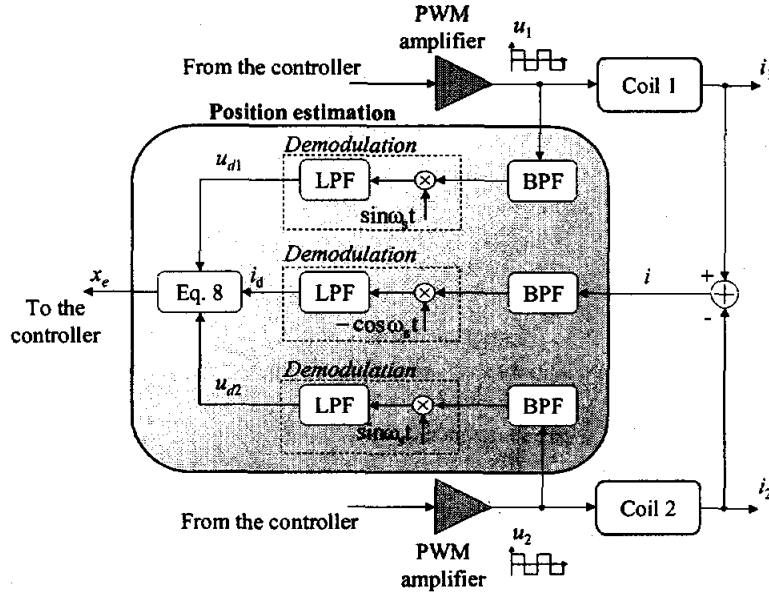 PWM
amplifier
u1
From the controller
Coil 1
i1
Position estimation
Demodulation
ud1
LPF
BPF
sinωst
Demodulation
xe
+
Eq. 8
id
LPF
BPF
i
To the
controller
-cosωst
-
Demodulation
ud2
LPF
BPF
sinωst
i2
From the controller
Coil 2
PWM
amplifier
u2